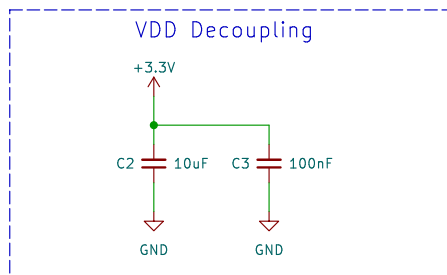 VDD Decoupling
+3.3V
C2 10uF C3 100nF
GND GND